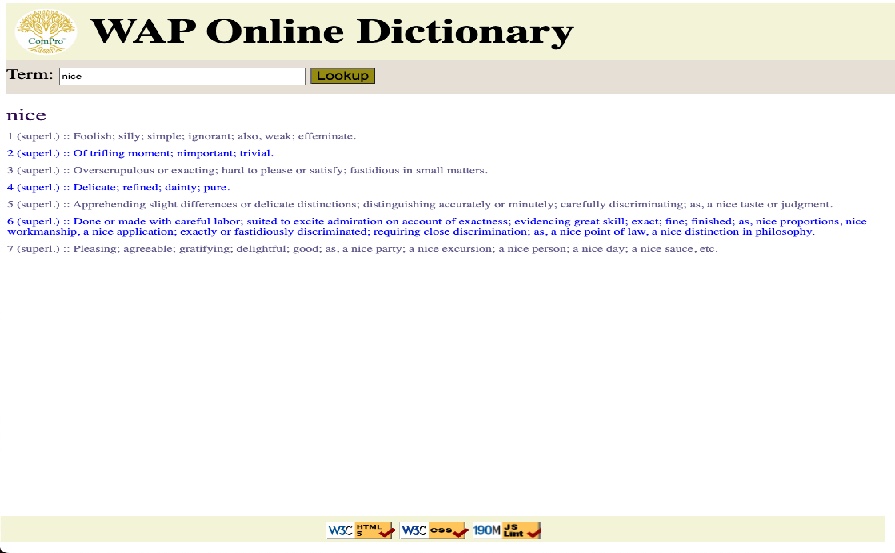 ComPro
WAP Online Dictionary
Term: nice Lookup
nice
1 (superl.) :: Foolish; silly; simple; ignorant; also, weak; effeminate.
2 (superl.) :: Of trifling moment; nimportant; trivial.
3 (superl.) :: Overscrupulous or exacting; hard to please or satisfy; fastidious in small matters.
4 (superl.) :: Delicate; refined; dainty; pure.
5 (superl.) :: Apprehending slight differences or delicate distinctions; distinguishing accurately or minutely; carefully discriminating; as, a nice taste or judgment.
6 (superl.) :: Done or made with careful labor; suited to excite admiration on account of exactness; evidencing great skill; exact; fine; finished; as, nice proportions, nice
workmanship, a nice application; exactly or fastidiously discriminated; requiring close discrimination; as, a nice point of law, a nice distinction in philosophy.
7 (superl.) :: Pleasing; agreeable; gratifying; delightful; good; as, a nice party; a nice excursion; a nice person; a nice day; a nice sauce, etc.
W3C HTML 5 W3C css 190M JS Lint